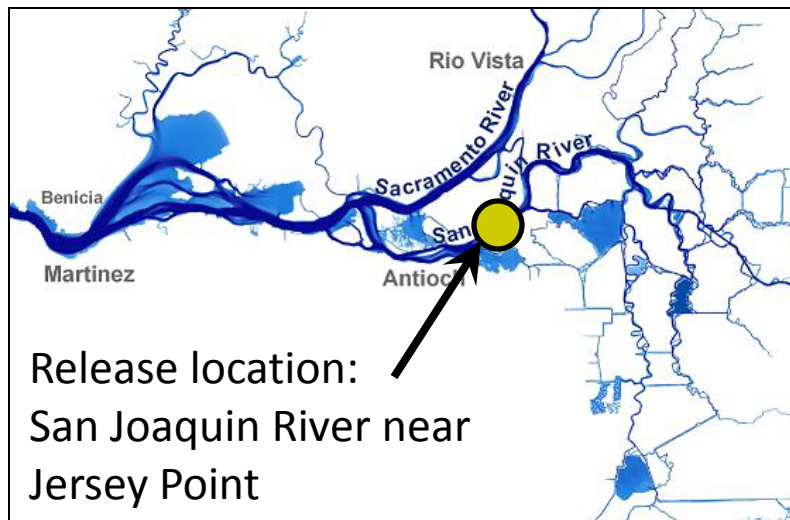 Rio Vista
Sacramento River
San Joaquin River
Benicia
Martinez
Antioch
Release location:
San Joaquin River near
Jersey Point